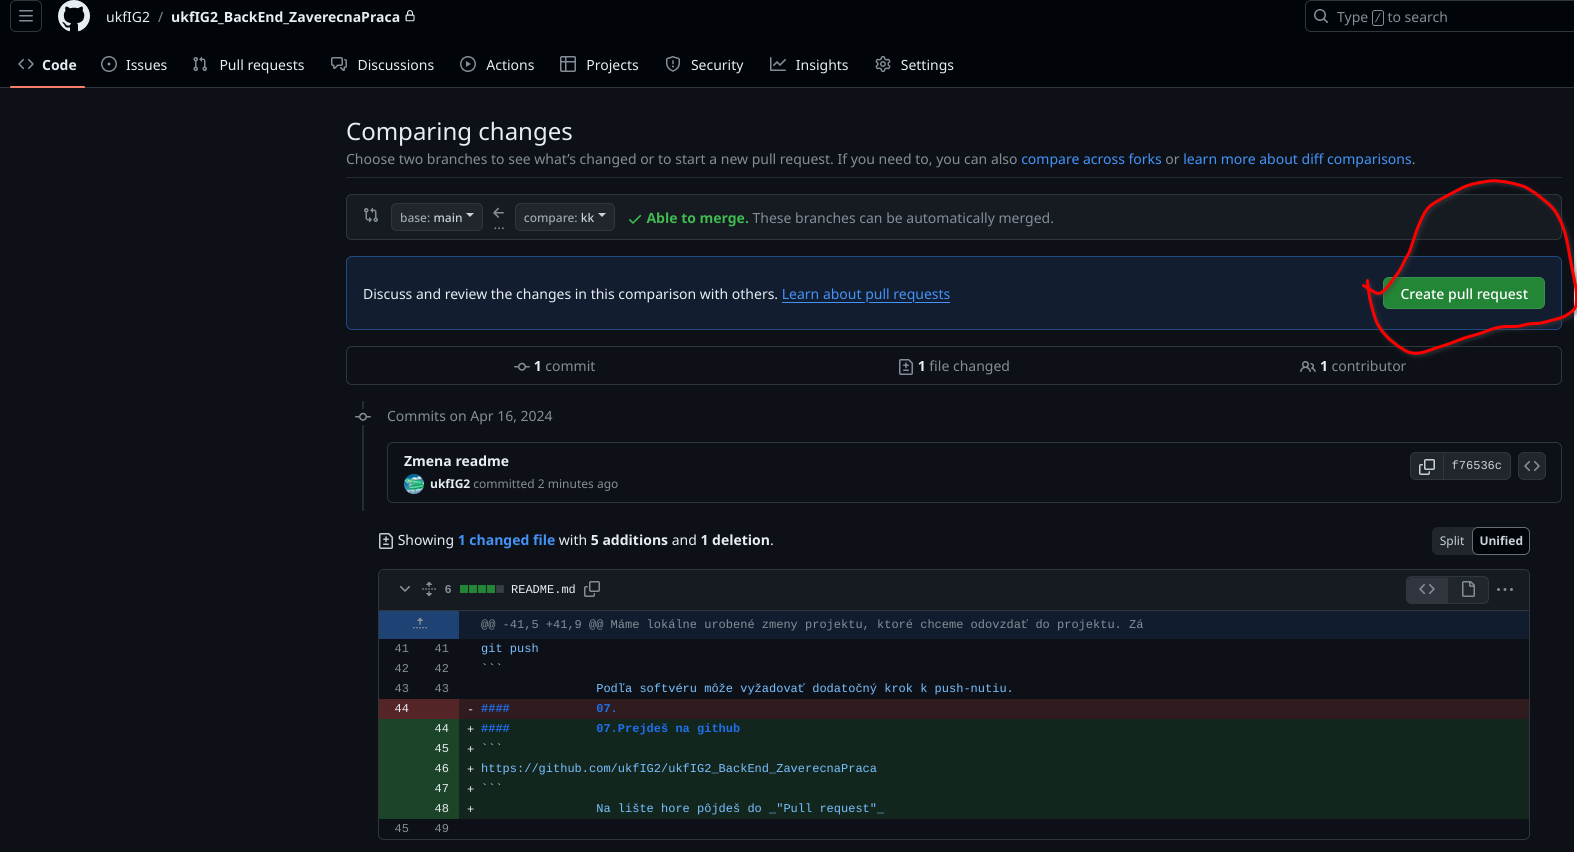 ukfIG2 / ukfIG2_BackEnd_ZaverecnaPraca
Type / to search
Code Issues Pull requests Discussions Actions Projects Security Insights Settings
Comparing changes
Choose two branches to see what's changed or to start a new pull request. If you need to, you can also compare across forks or learn more about diff comparisons.
base: main ← compare: kk ✓ Able to merge. These branches can be automatically merged.
...
Discuss and review the changes in this comparison with others. Learn about pull requests Create pull request
1 commit 1 file changed 1 contributor
Commits on Apr 16, 2024
Zmena readme
ukfIG2 committed 2 minutes ago
f76536c <>
Showing 1 changed file with 5 additions and 1 deletion.
Split Unified
6 README.md
@@ -41,5 +41,9 @@ Máme lokálne urobené zmeny projektu, ktoré chceme odovzdať do projektu. Zá
41 41 git push
42 42 ```
43 43 Podľa softvéru môže vyžadovať dodatočný krok k push-nutiu.
44 - #### 07.
44 + #### 07.Prejdeš na github
45 + ```
46 + https://github.com/ukfIG2/ukfIG2_BackEnd_ZaverecnaPraca
47 + ```
48 + Na lište hore pôjdeš do _"Pull request"_
45 49